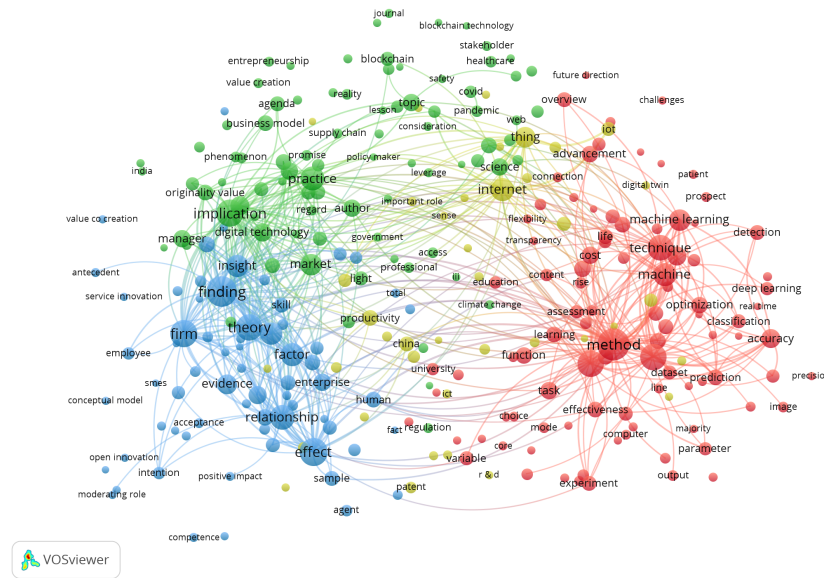 journal
blockchain technology
stakeholder
entrepreneurship
blockchain
healthcare
future direction
value creation
safety
reality
covid
overview
challenges
agenda
lesson
topic
pandemic
business model
consideration
web
iot
supply chain
thing
phenomenon
promise
policy maker
advancement
india
leverage
science
connection
patient
practice
digital twin
originality value
internet
prospect
important role
implication
regard
author
sense
flexibility
machine learning
value co creation
digital technology
government
transparency
life
technique
detection
manager
access
cost
antecedent
insight
market
professional
iii
content
machine
light
education
rise
service innovation
finding
total
deep learning
skill
climate change
optimization
real time
assessment
productivity
classification
firm
theory
learning
accuracy
employee
factor
china
function
method
university
dataset
smes
evidence
enterprise
prediction
precision
conceptual model
human
ict
task
line
image
acceptance
relationship
choice
effectiveness
fact
regulation
mode
computer
majority
open innovation
effect
core
intention
variable
parameter
positive impact
sample
r & d
output
moderating role
patent
experiment
agent
competence
VOSviewer